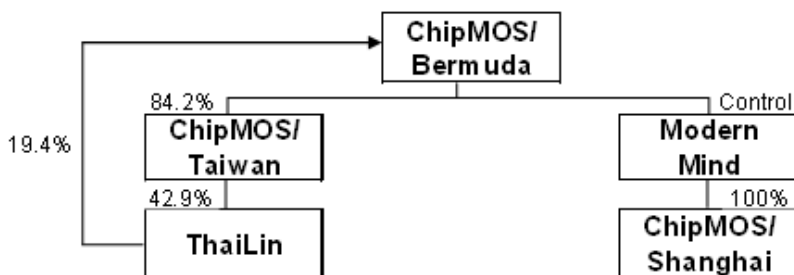 ChipMOS/
Bermuda
84.2%
Control
19.4%
ChipMOS/
Taiwan
Modern
Mind
42.9%
100%
ThaiLin
ChipMOS/
Shanghai